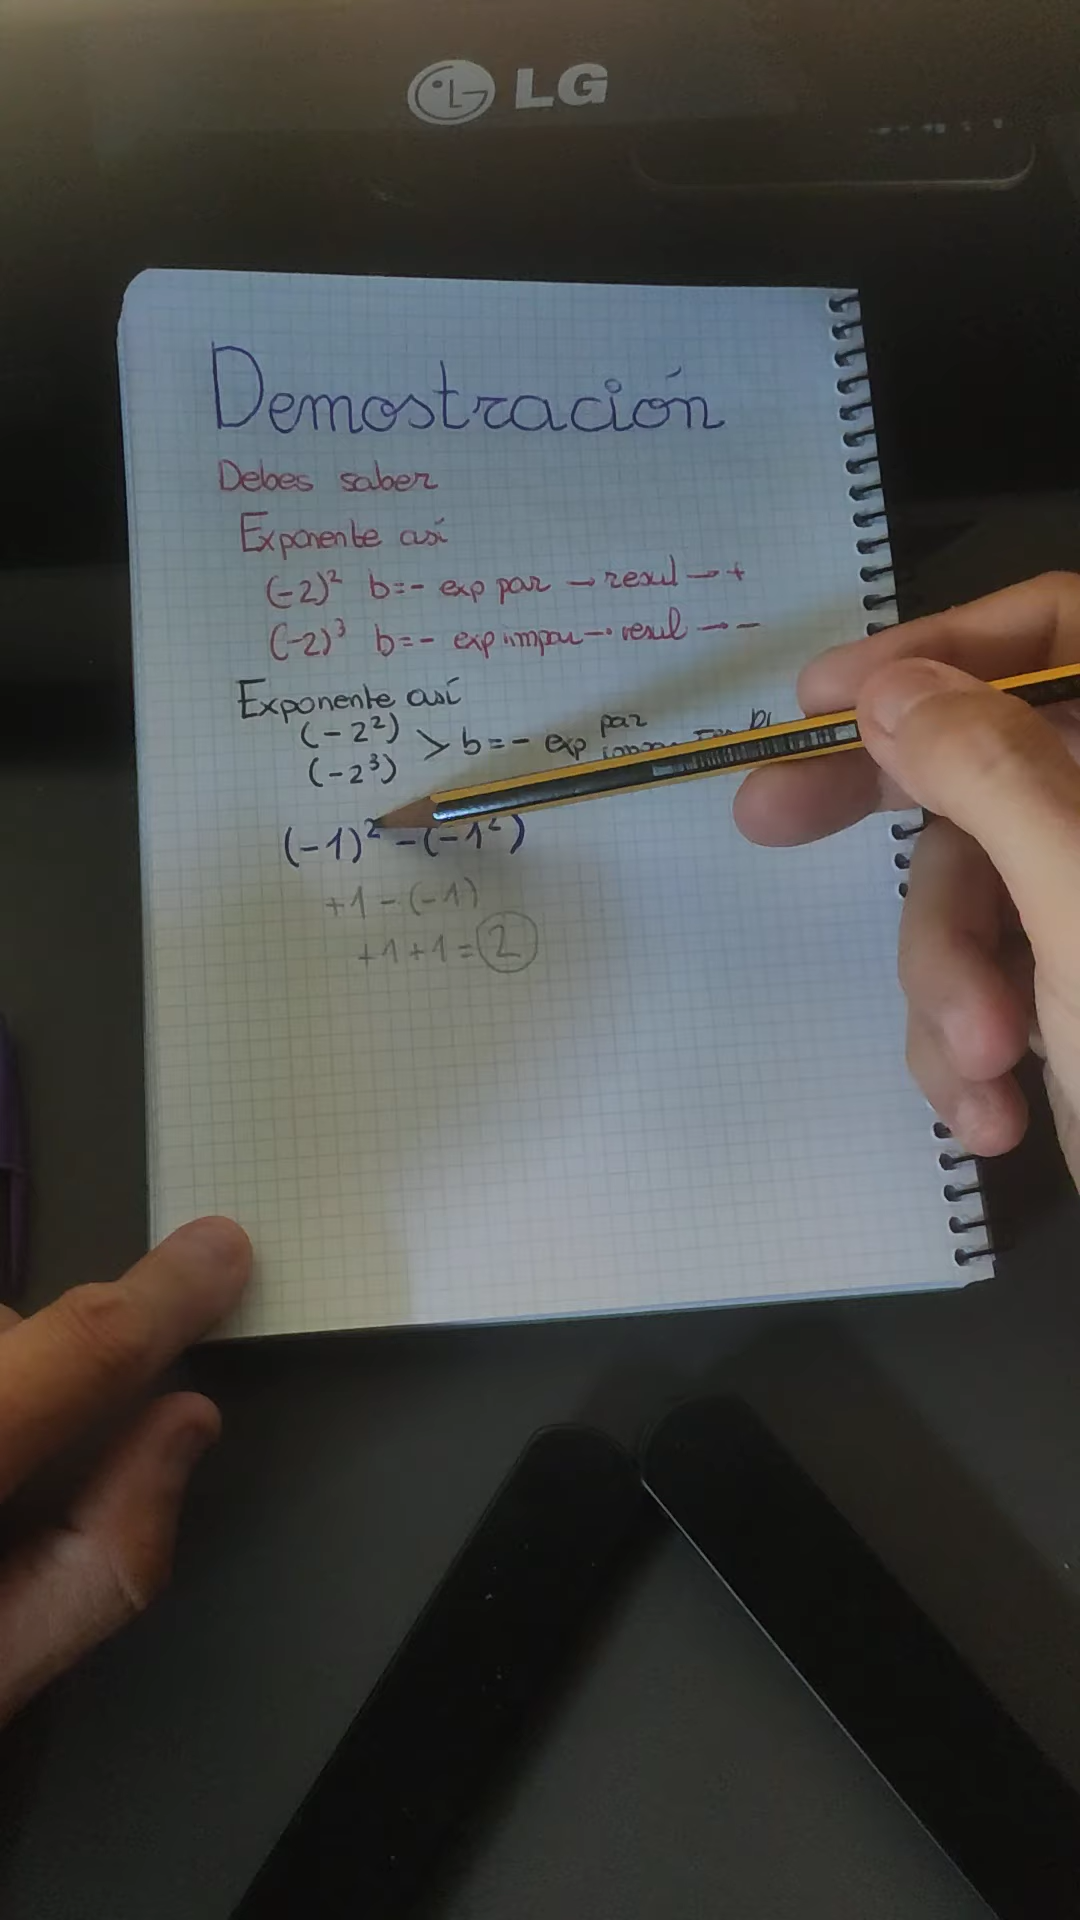 LG
Demostración
Debes saber
Exponente así
(-2)² b=- exp par → resul → +
(-2)³ b=- exp impar → resul → -
Exponente así
(-2²)
(-2³)
> b=- exp par
(-1)² -(-1²)
+1-(-1)
+1+1=2